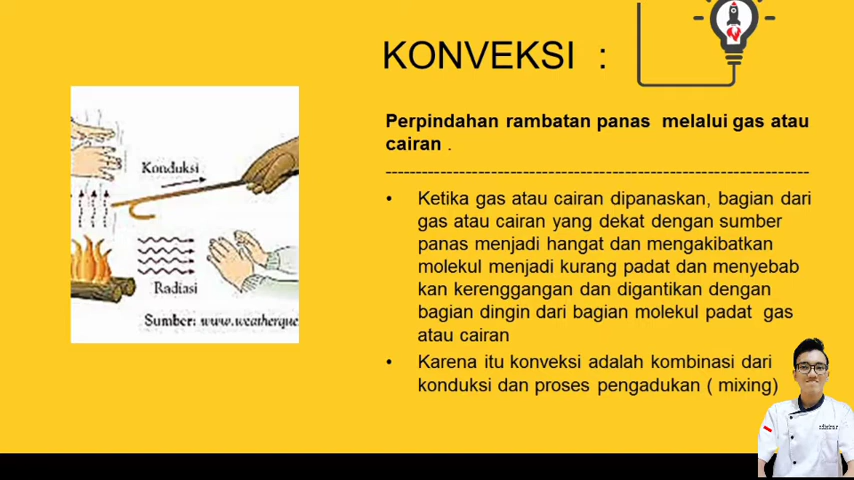 KONVEKSI :
Perpindahan rambatan panas melalui gas atau
cairan .
• Ketika gas atau cairan dipanaskan, bagian dari
gas atau cairan yang dekat dengan sumber
panas menjadi hangat dan mengakibatkan
molekul menjadi kurang padat dan menyebab
kan kerenggangan dan digantikan dengan
bagian dingin dari bagian molekul padat gas
atau cairan
• Karena itu konveksi adalah kombinasi dari
konduksi dan proses pengadukan ( mixing)
Konduksi
Radiasi
Sumber: www.weatherque